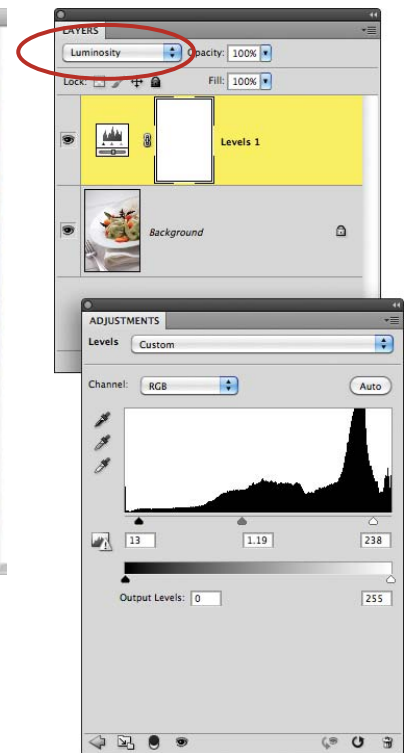 LAYERS
Luminosity Opacity: 100%
Lock: Fill: 100%
Levels 1
Background
ADJUSTMENTS
Levels Custom
Channel: RGB Auto
13 1.19 238
Output Levels: 0 255